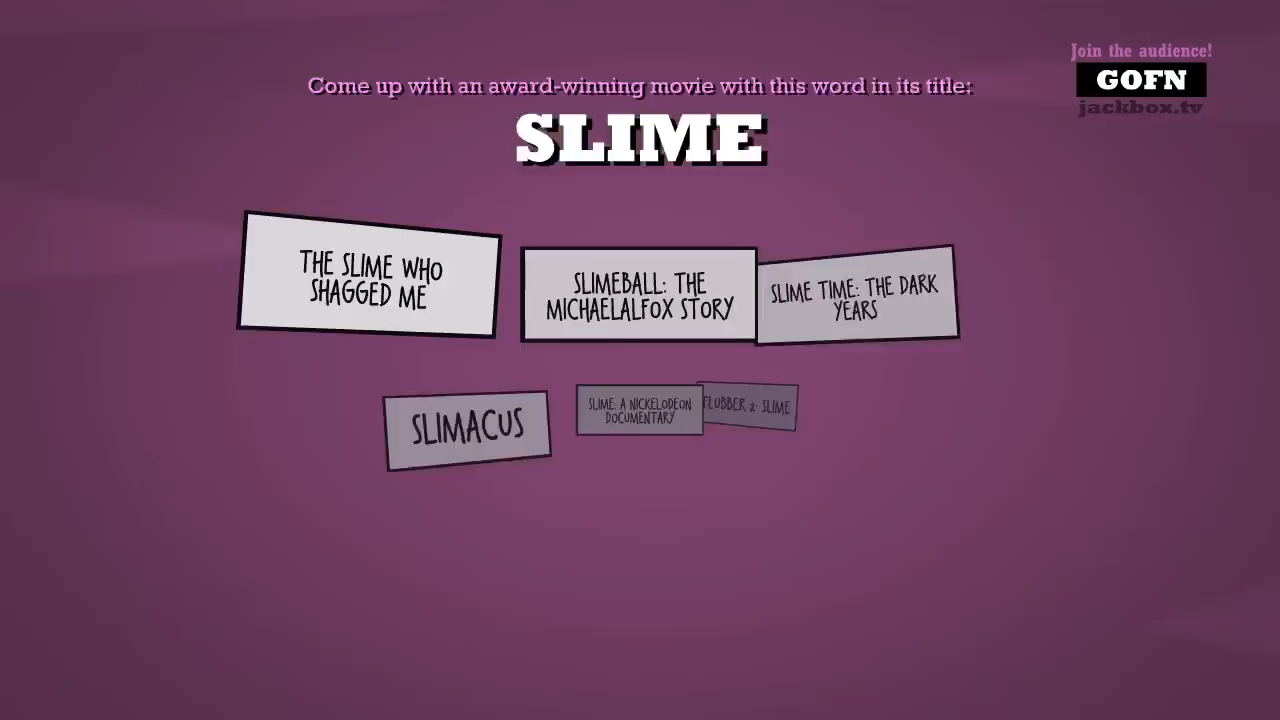 Join the audience!
GOFN
jackbox.tv
Come up with an award-winning movie with this word in its title:
SLIME
THE SLIME WHO
SHAGGED ME
SLIMEBALL: THE
MICHAELALFOX STORY
SLIME TIME: THE DARK
YEARS
SLIMACUS
SLIME: A NICKELODEON
DOCUMENTARY
FLUBBER 2: SLIME